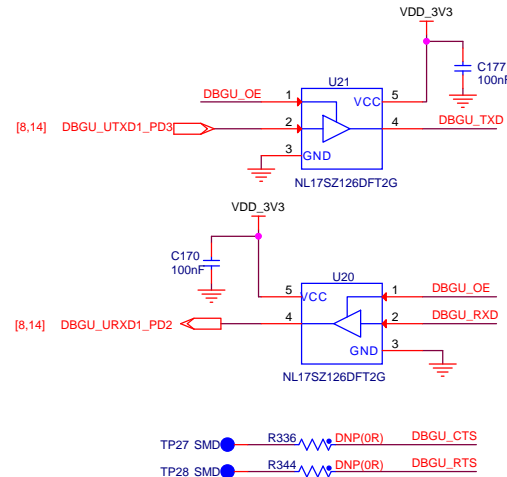 VDD_3V3
C177
100nF
U21
DBGU_OE 1 VCC 5
[8,14] DBGU_UTXD1_PD3 2 4 DBGU_TXD
3 GND
NL17SZ126DFT2G
VDD_3V3
C170
100nF
U20
5 VCC 1 DBGU_OE
[8,14] DBGU_URXD1_PD2 4 2 DBGU_RXD
GND 3
NL17SZ126DFT2G
TP27 SMD R336 DNP(0R) DBGU_CTS
TP28 SMD R344 DNP(0R) DBGU_RTS